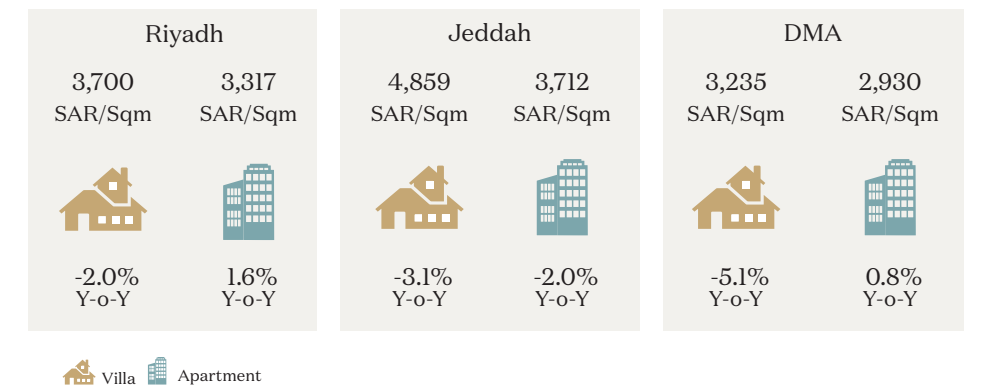 Riyadh
3,700 3,317
SAR/Sqm SAR/Sqm
-2.0% 1.6%
Y-o-Y Y-o-Y
Jeddah
4,859 3,712
SAR/Sqm SAR/Sqm
-3.1% -2.0%
Y-o-Y Y-o-Y
DMA
3,235 2,930
SAR/Sqm SAR/Sqm
-5.1% 0.8%
Y-o-Y Y-o-Y
Villa Apartment